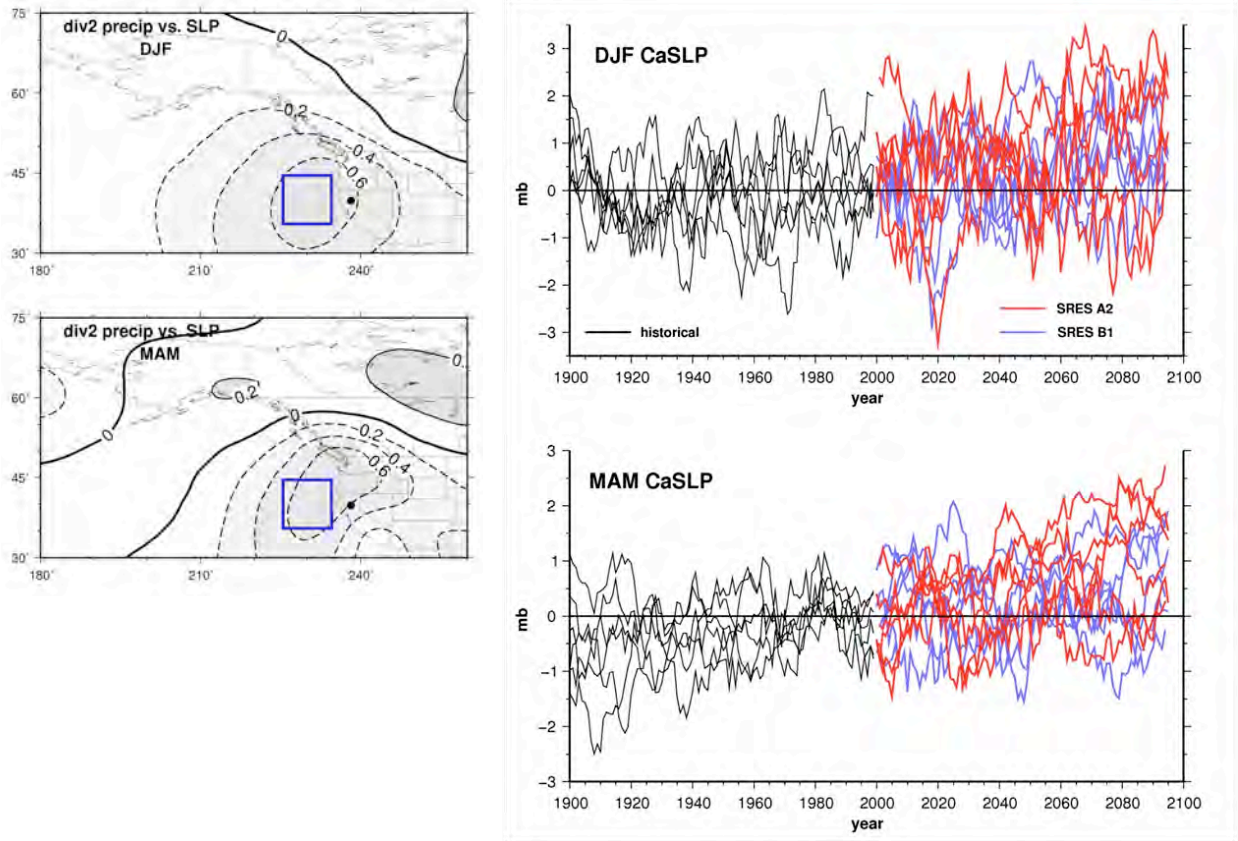 75˙
div2 precip vs. SLP
DJF
0
60˙
-0.2
-0.4
-0.6
45˙
30˙
180˙
210˙
240˙
75˙
div2 precip vs. SLP
MAM
0.
60˙
0.2
0
0
-0.2
-0.4
-0.6
45˙
30˙
180˙
210˙
240˙
DJF CaSLP
3
2
1
0
-1
-2
-3
mb
historical
SRES A2
SRES B1
1900 1920 1940 1960 1980 2000 2020 2040 2060 2080 2100
year
MAM CaSLP
3
2
1
0
-1
-2
-3
mb
1900 1920 1940 1960 1980 2000 2020 2040 2060 2080 2100
year